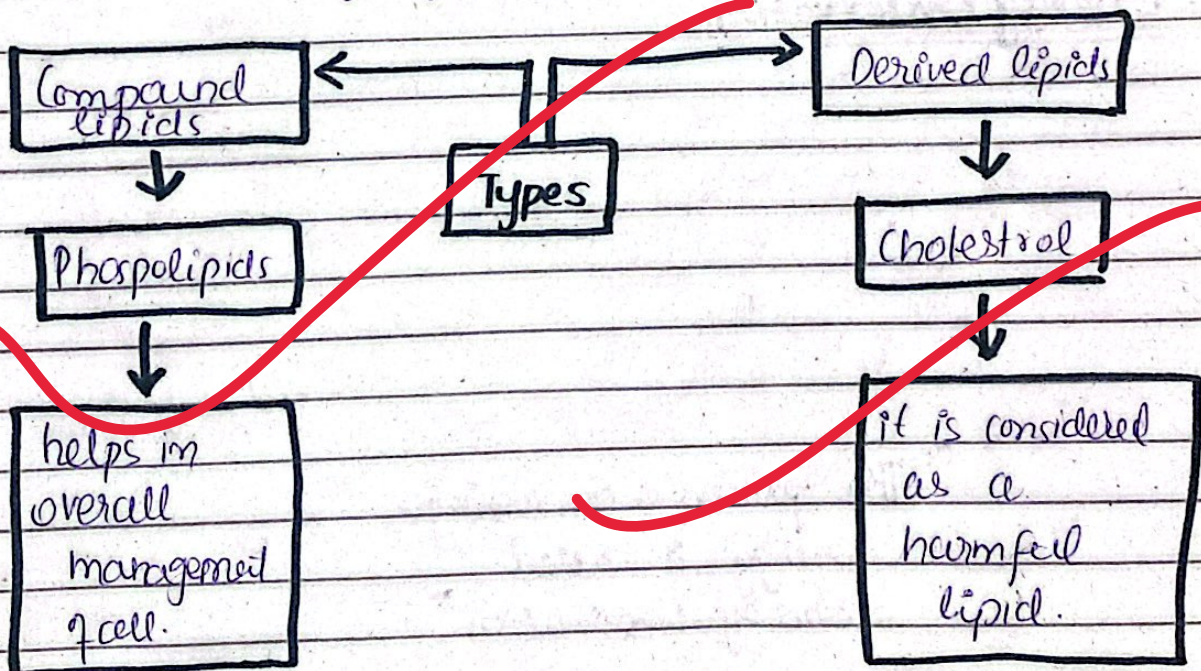 Compound
lipids
Types
Derived lipids
Phospolipids
Cholestrol
helps in
overall
management
of cell.
it is considered
as a
harmful
lipid.